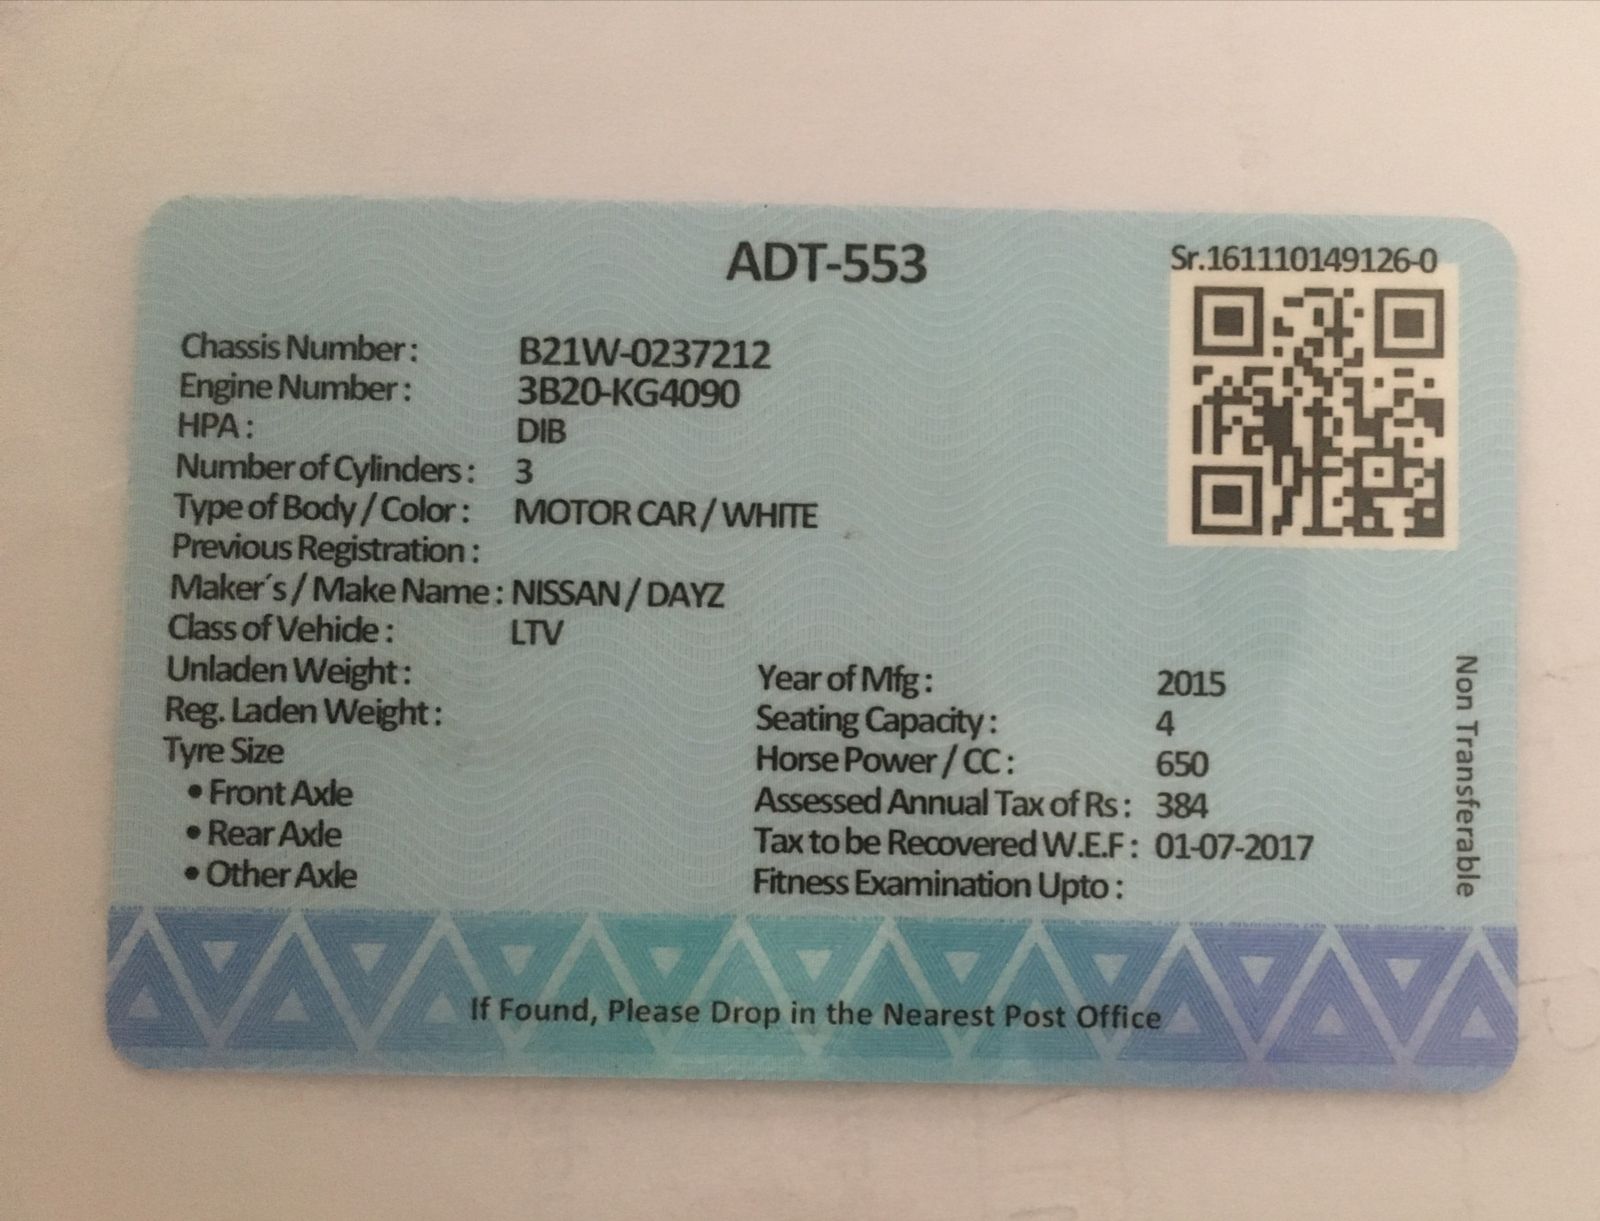 ADT-553
Sr.161110149126-0
Chassis Number : B21W-0237212
Engine Number : 3B20-KG4090
HPA : DIB
Number of Cylinders : 3
Type of Body / Color : MOTOR CAR / WHITE
Previous Registration :
Maker´s / Make Name : NISSAN / DAYZ
Class of Vehicle : LTV
Unladen Weight :
Reg. Laden Weight :
Tyre Size
• Front Axle
• Rear Axle
• Other Axle
Year of Mfg : 2015
Seating Capacity : 4
Horse Power / CC : 650
Assessed Annual Tax of Rs : 384
Tax to be Recovered W.E.F : 01-07-2017
Fitness Examination Upto :
Non Transferable
If Found, Please Drop in the Nearest Post Office